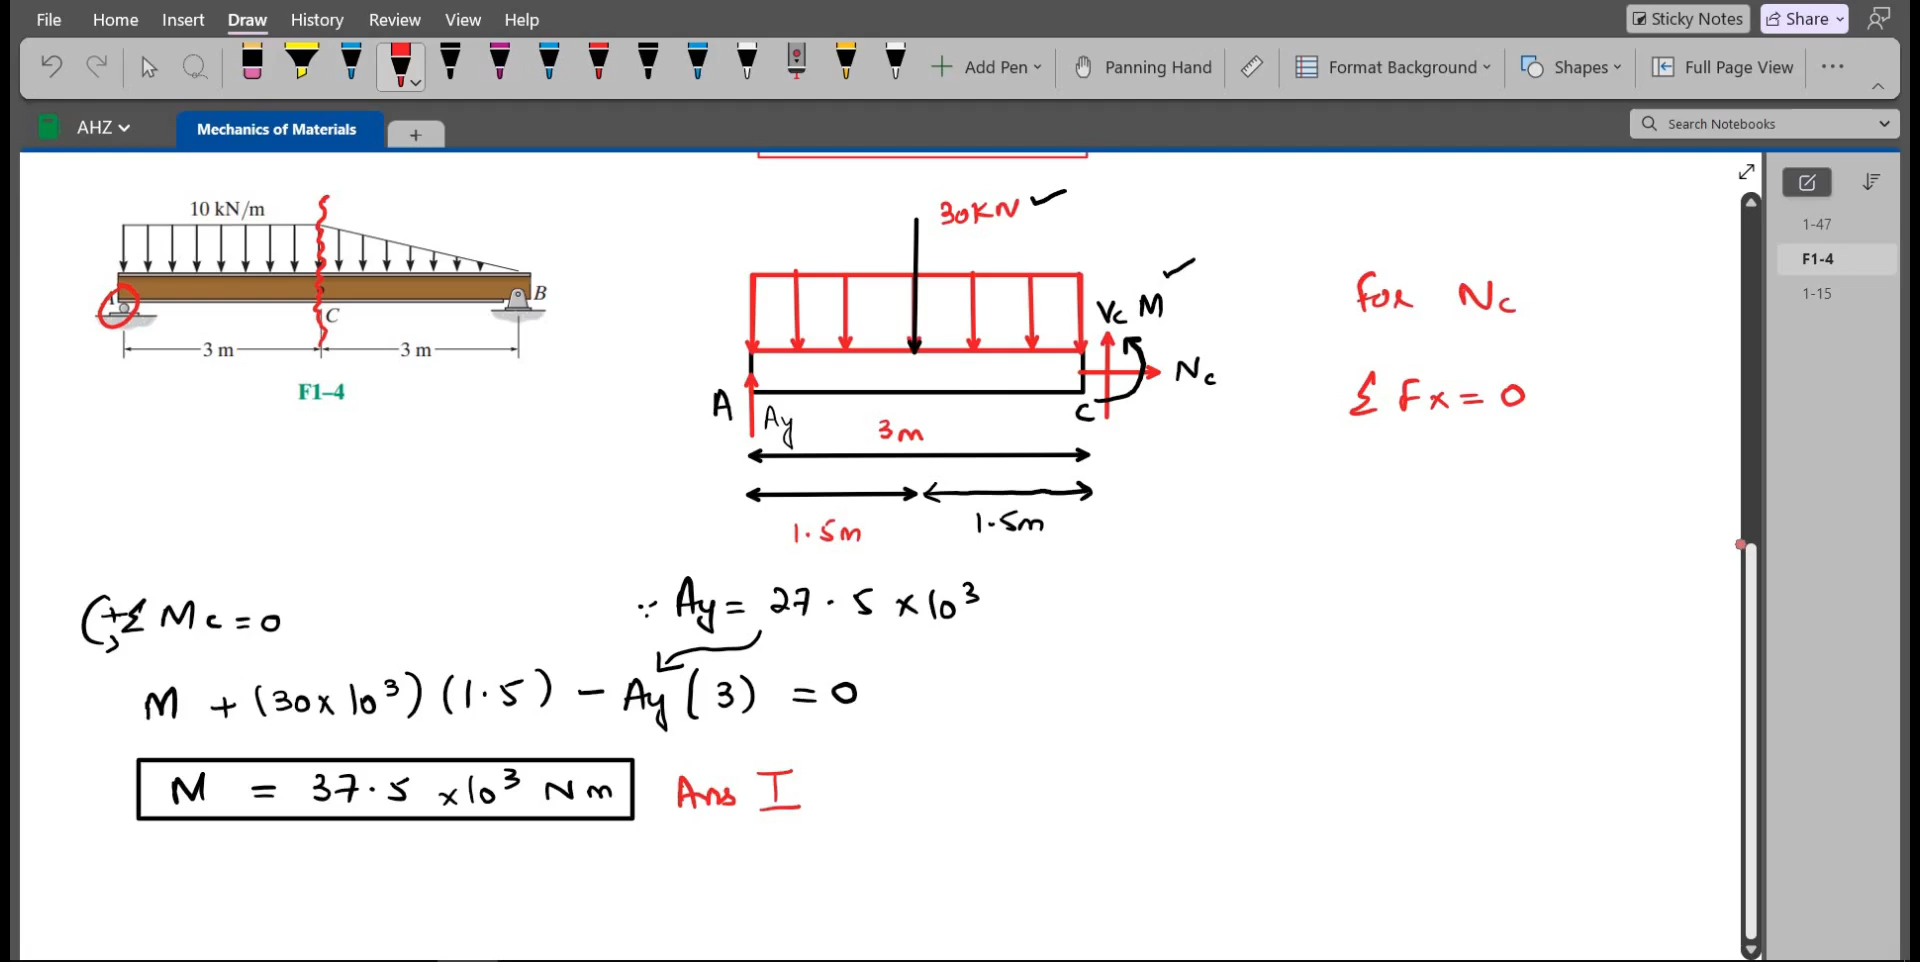 File Home Insert Draw History Review View Help
Sticky Notes Share
Add Pen Panning Hand Format Background Shapes Full Page View
AHZ Mechanics of Materials + Search Notebooks
1-47
F1-4
1-15
10 kN/m
A B
C
3 m 3 m
F1–4
30KN ✓
Vc M ✓
Nc
A Ay C
3m
1.5m 1.5m
For Nc
Σ Fx = 0
+Σ Mc = 0
∵ Ay = 27.5 x10³
M + (30x10³)(1.5) - Ay(3) = 0
M = 37.5 x10³ Nm Ans I